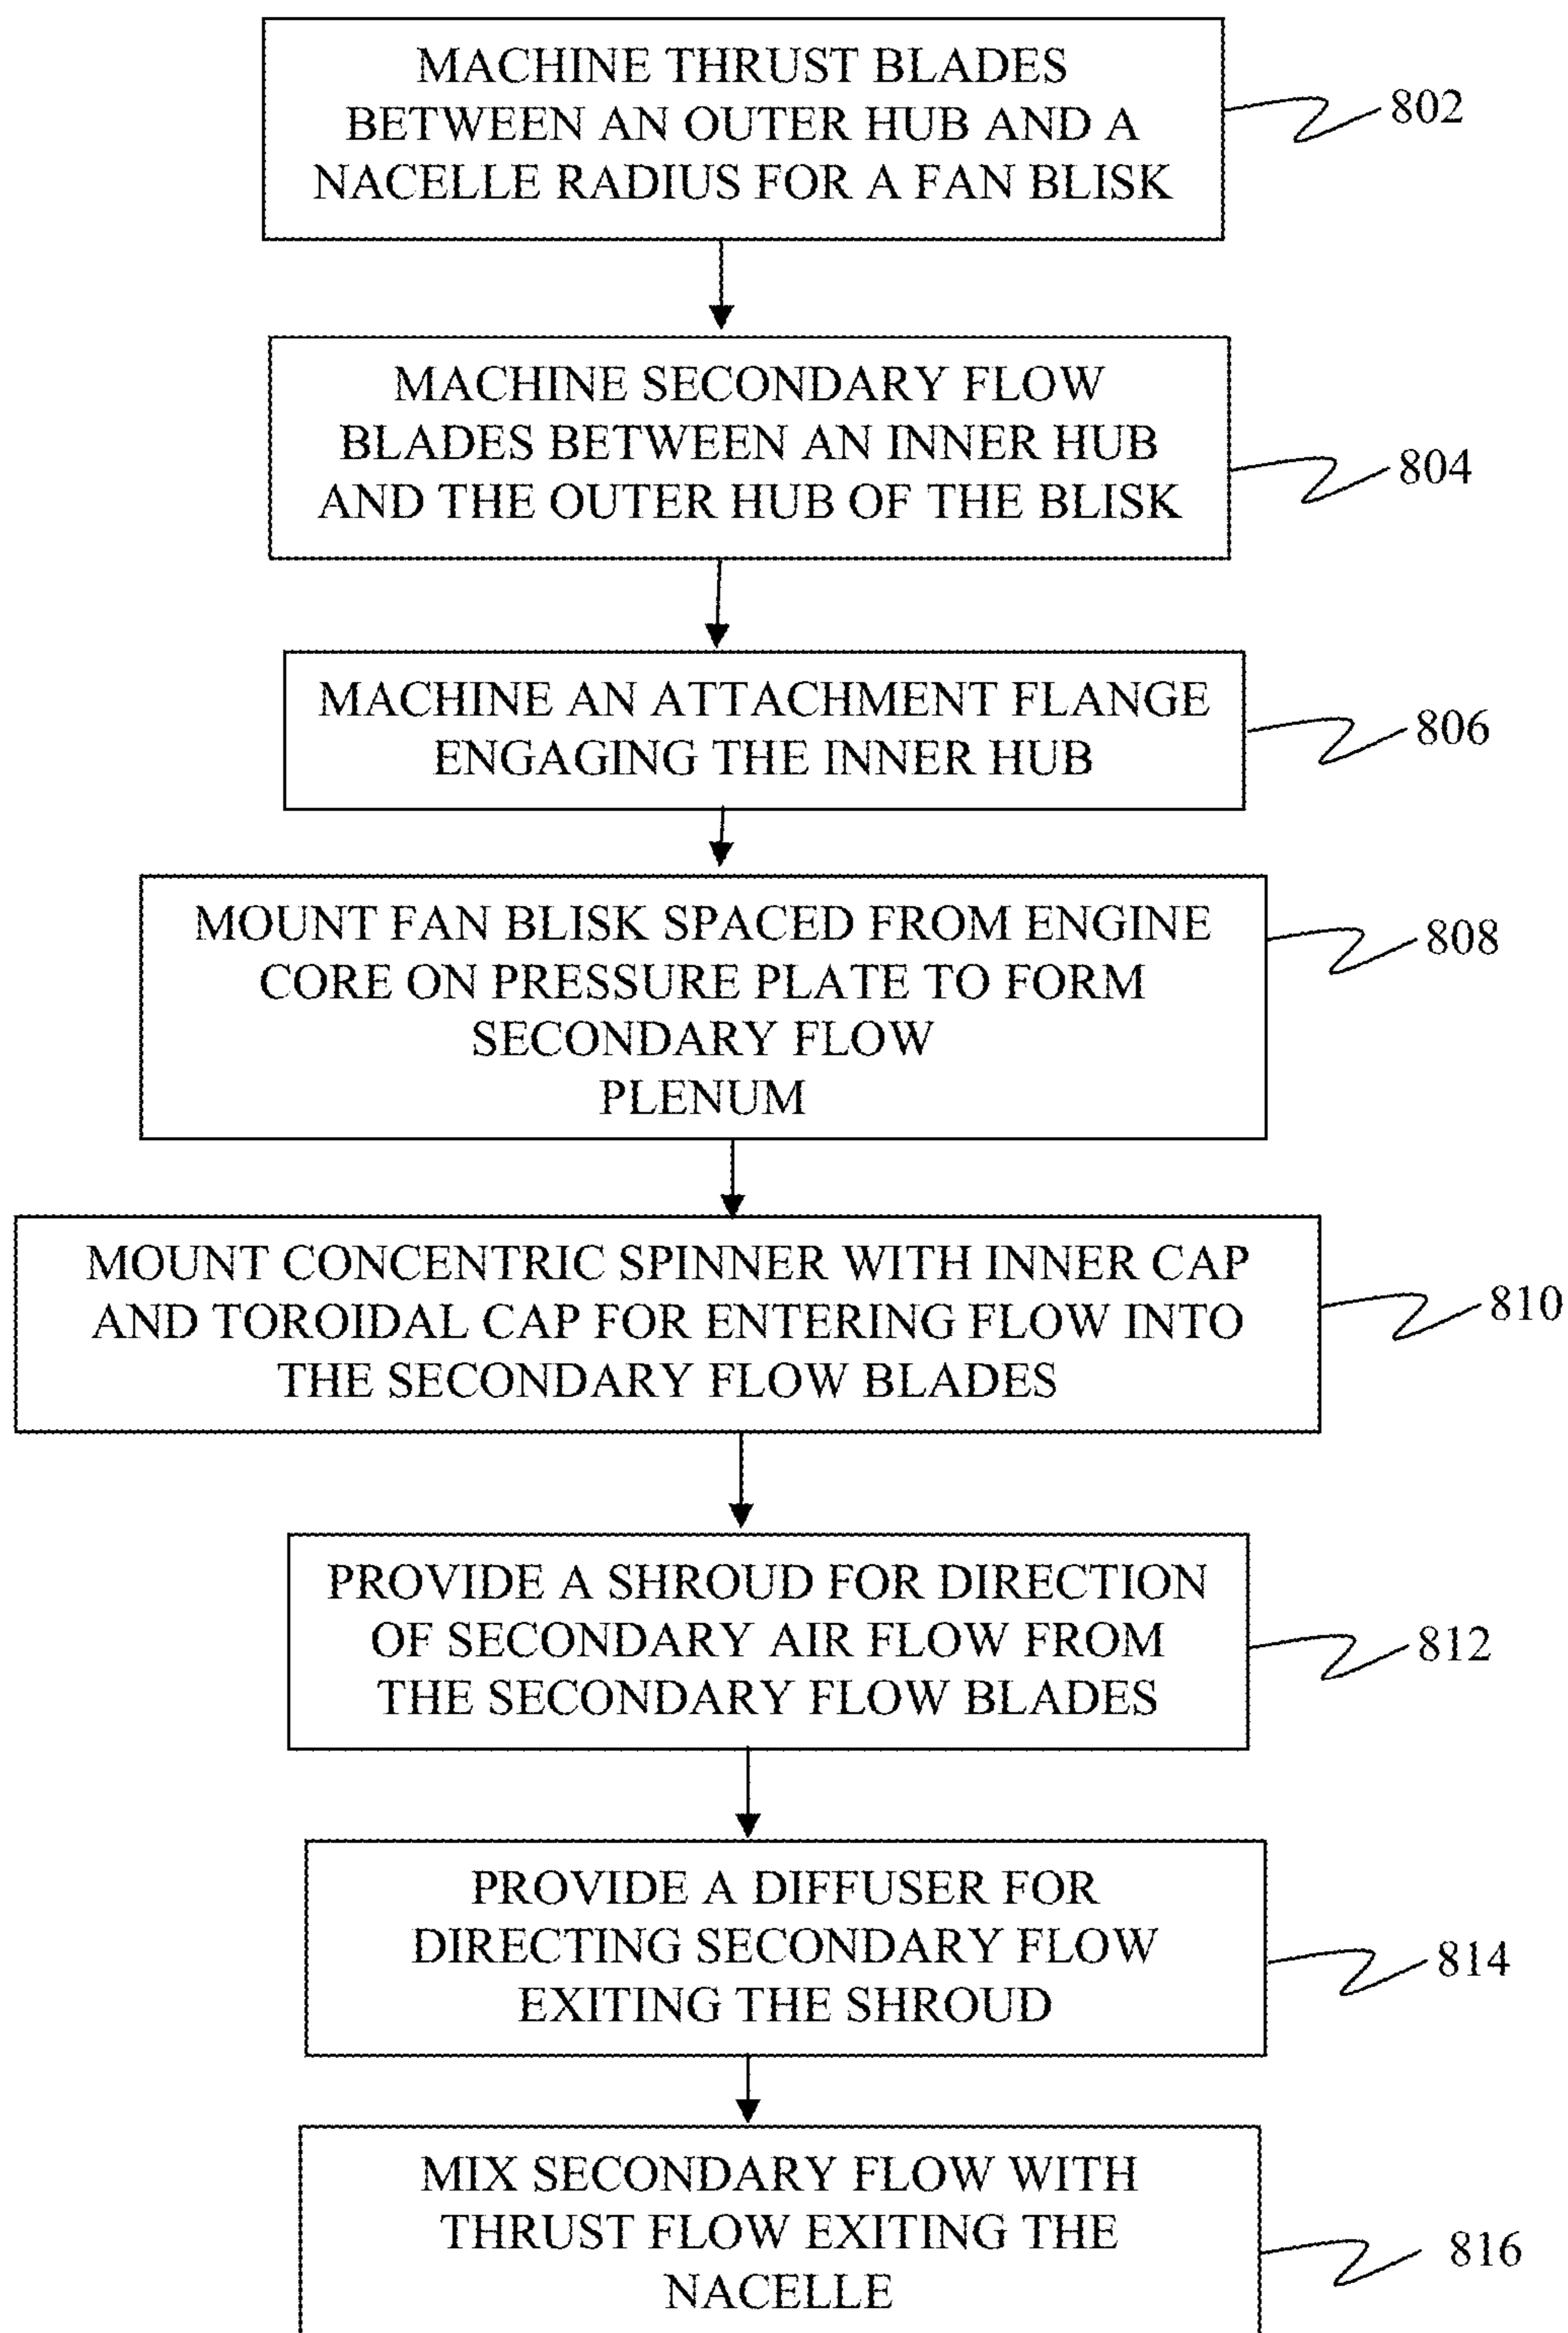 MACHINE THRUST BLADES
BETWEEN AN OUTER HUB AND A
NACELLE RADIUS FOR A FAN BLISK
802
MACHINE SECONDARY FLOW
BLADES BETWEEN AN INNER HUB
AND THE OUTER HUB OF THE BLISK
804
MACHINE AN ATTACHMENT FLANGE
ENGAGING THE INNER HUB
806
MOUNT FAN BLISK SPACED FROM ENGINE
CORE ON PRESSURE PLATE TO FORM
SECONDARY FLOW
PLENUM
808
MOUNT CONCENTRIC SPINNER WITH INNER CAP
AND TOROIDAL CAP FOR ENTERING FLOW INTO
THE SECONDARY FLOW BLADES
810
PROVIDE A SHROUD FOR DIRECTION
OF SECONDARY AIR FLOW FROM
THE SECONDARY FLOW BLADES
812
PROVIDE A DIFFUSER FOR
DIRECTING SECONDARY FLOW
EXITING THE SHROUD
814
MIX SECONDARY FLOW WITH
THRUST FLOW EXITING THE
NACELLE
816